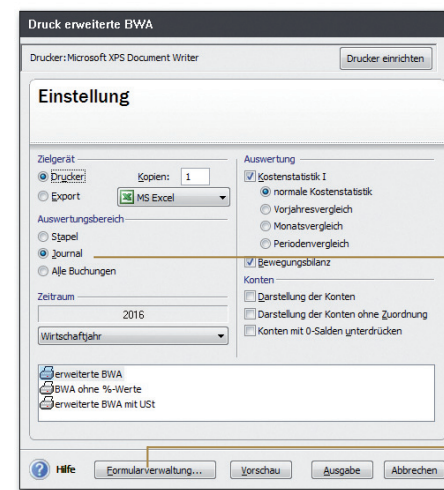 Druck erweiterte BWA
Drucker: Microsoft XPS Document Writer
Drucker einrichten
Einstellung
Zielgerät
Drucker
Kopien: 1
Export
MS Excel
Auswertungsbereich
Stapel
Journal
Alle Buchungen
Zeitraum
2016
Wirtschaftjahr
Auswertung
Kostenstatistik I
normale Kostenstatistik
Vorjahresvergleich
Monatsvergleich
Periodenvergleich
Bewegungsbilanz
Konten
Darstellung der Konten
Darstellung der Konten ohne Zuordnung
Konten mit 0-Salden unterdrücken
erweiterte BWA
BWA ohne %-Werte
erweiterte BWA mit USt
Hilfe
Formularverwaltung...
Vorschau
Ausgabe
Abbrechen